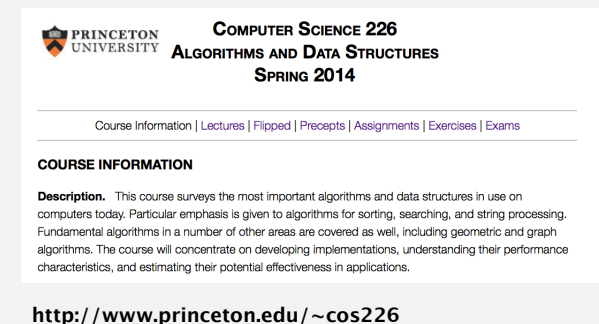 PRINCETON
UNIVERSITY
COMPUTER SCIENCE 226
ALGORITHMS AND DATA STRUCTURES
SPRING 2014
Course Information | Lectures | Flipped | Precepts | Assignments | Exercises | Exams
COURSE INFORMATION
Description. This course surveys the most important algorithms and data structures in use on
computers today. Particular emphasis is given to algorithms for sorting, searching, and string processing.
Fundamental algorithms in a number of other areas are covered as well, including geometric and graph
algorithms. The course will concentrate on developing implementations, understanding their performance
characteristics, and estimating their potential effectiveness in applications.
http://www.princeton.edu/~cos226